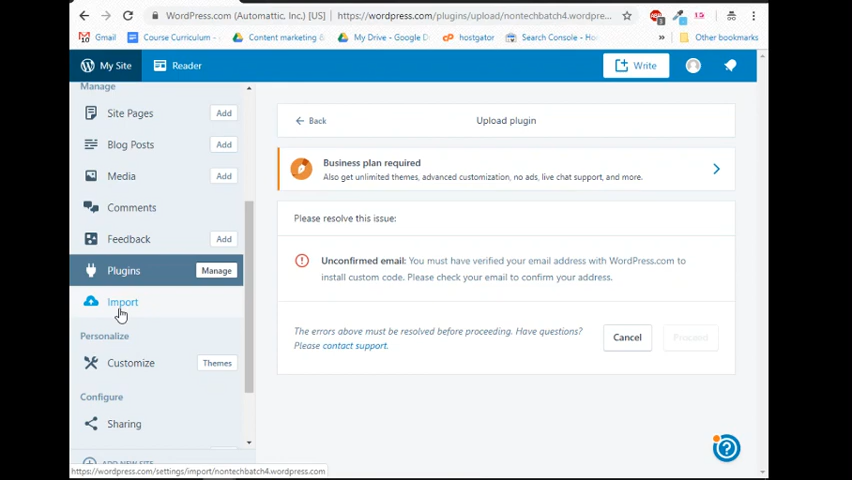 WordPress.com (Automattic, Inc.) [US] https://wordpress.com/plugins/upload/nontechbatch4.wordpre...
Gmail Course Curriculum - Content marketing & My Drive - Google D hostgator Search Console - Ho » Other bookmarks
My Site Reader Write
Manage
Site Pages Add
Back Upload plugin
Blog Posts Add
Business plan required
Media Add
Also get unlimited themes, advanced customization, no ads, live chat support, and more.
Comments
Please resolve this issue:
Feedback Add
Unconfirmed email: You must have verified your email address with WordPress.com to
Plugins Manage
install custom code. Please check your email to confirm your address.
Import
The errors above must be resolved before proceeding. Have questions?
Personalize
Cancel Proceed
Please contact support.
Customize Themes
Configure
Sharing
ADD NEW SITE
https://wordpress.com/settings/import/nontechbatch4.wordpress.com